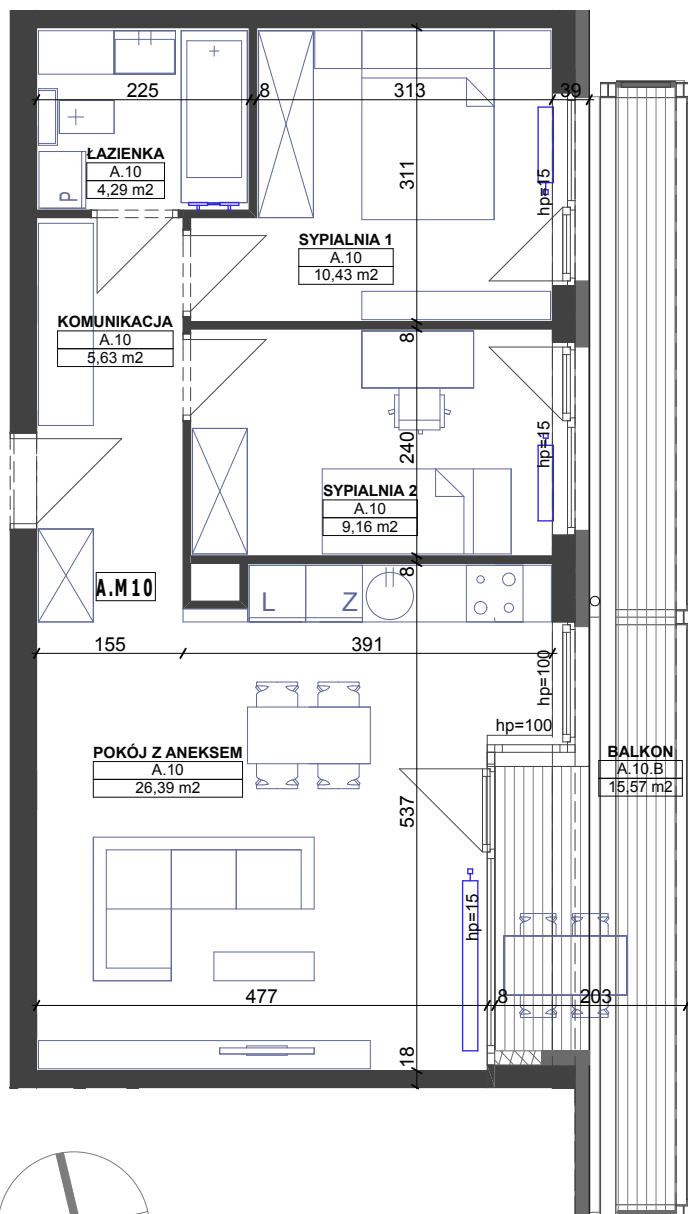 225
8
313
39
ŁAZIENKA
A.10
4,29 m2
P
311
hp=15
SYPIALNIA 1
A.10
10,43 m2
KOMUNIKACJA
A.10
5,63 m2
8
240
hp=15
SYPIALNIA 2
A.10
9,16 m2
A.M10
L
Z
8
155
391
hp=100
hp=100
POKÓJ Z ANEKSEM
A.10
26,39 m2
BALKON
A.10.B
15,57 m2
537
hp=15
477
8
203
18